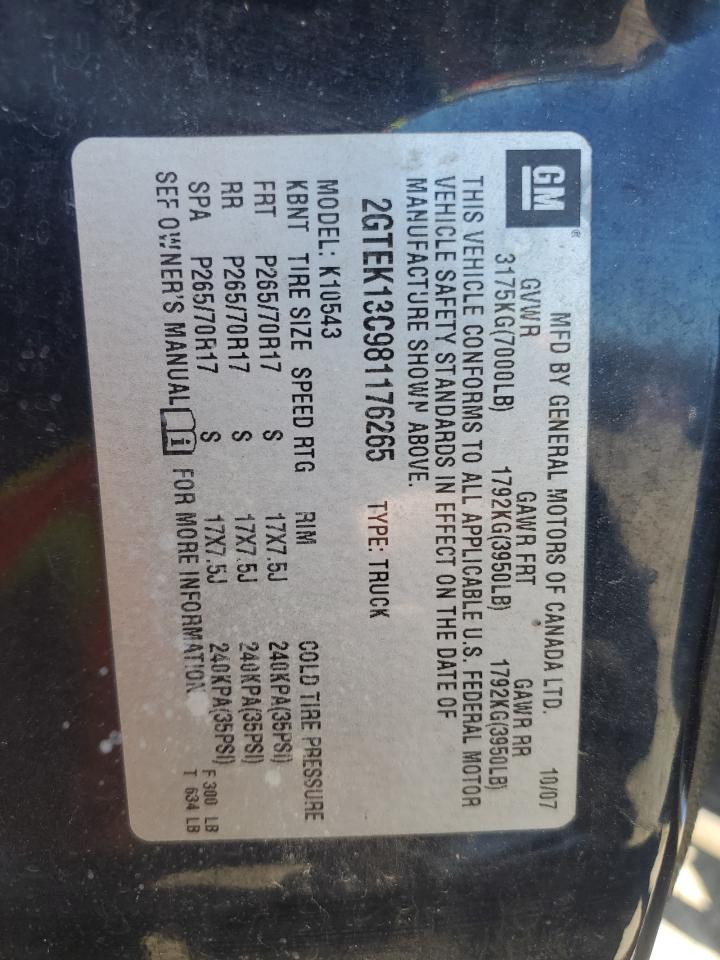 GM®
MFD BY GENERAL MOTORS OF CANADA LTD. 10/07
GVWR GAWR FRT GAWR RR
3175KG(7000LB) 1792KG(3950LB) 1792KG(3950LB)
THIS VEHICLE CONFORMS TO ALL APPLICABLE U.S. FEDERAL MOTOR
VEHICLE SAFETY STANDARDS IN EFFECT ON THE DATE OF
MANUFACTURE SHOWN ABOVE.
2GTEK13C981176265 TYPE: TRUCK
MODEL: K10543
KBNT TIRE SIZE SPEED RTG RIM COLD TIRE PRESSURE
FRT P265/70R17 S 17X7.5J 240KPA(35PSI)
RR P265/70R17 S 17X7.5J 240KPA(35PSI)
SPA P265/70R17 S 17X7.5J 240KPA(35PSI)
SEE OWNER'S MANUAL i FOR MORE INFORMATION
F 300 LB
T 634 LB